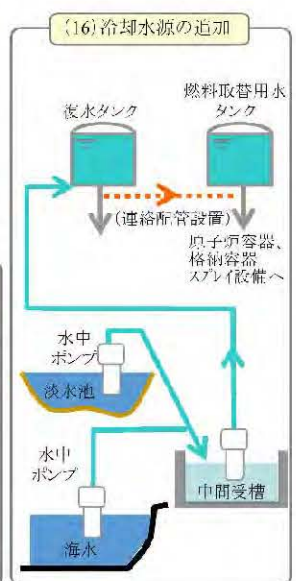 (16)冷却水源の追加
復水タンク
燃料取替用水
タンク
(連絡配管設置)
原子炉容器、
格納容器
スプレイ設備へ
水中
ポンプ
淡水池
水中
ポンプ
中間受槽
海水